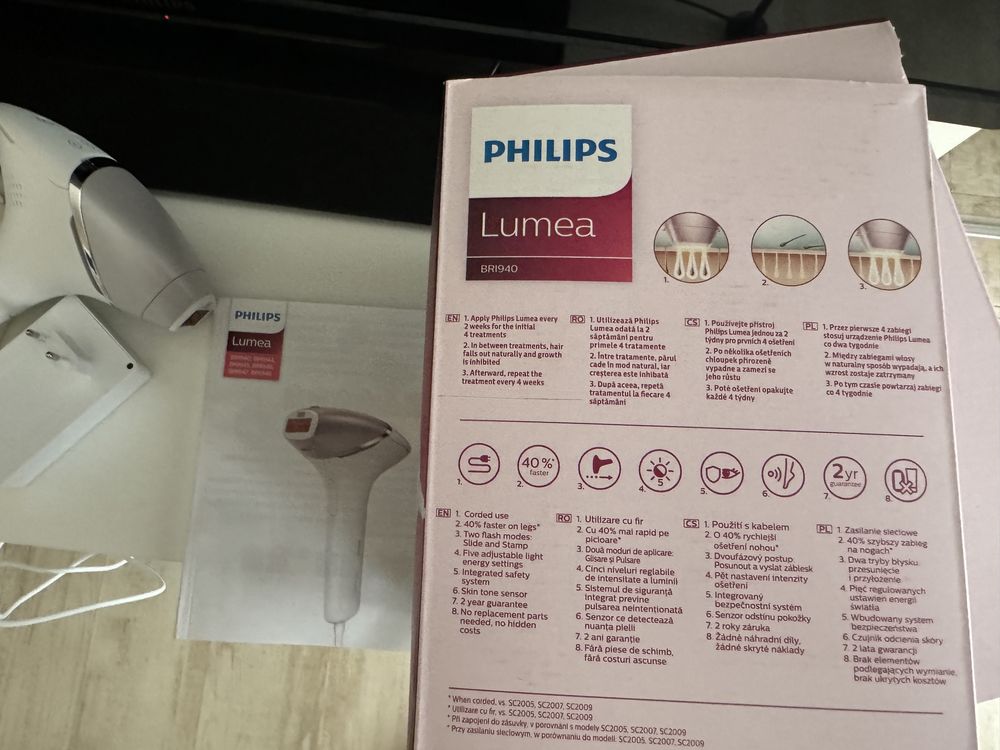 PHILIPS
Lumea
BRI940
1.
2.
3.
EN 1. Apply Philips Lumea every
2 weeks for the initial
4 treatments
2. In between treatments, hair
falls out naturally and growth
is inhibited
3. Afterward, repeat the
treatment every 4 weeks
RO 1. Utilizează Philips
Lumea odată la 2
săptămâni pentru
primele 4 tratamente
2. Între tratamente, părul
cade în mod natural, iar
creșterea este inhibată
3. După aceea, repetă
tratamentul la fiecare 4
săptămâni
CS 1. Používejte přístroj
Philips Lumea jednou za 2
týdny pro prvních 4 ošetření
2. Po několika ošetřeních
chloupek přirozeně
vypadne a zamezí se
jeho růstu
3. Poté ošetření opakujte
každé 4 týdny
PL 1. Przez pierwsze 4 zabiegi
stosuj urządzenie Philips Lumea
co dwa tygodnie
2. Między zabiegami włosy
w naturalny sposób wypadają, a ich
wzrost zostaje zatrzymany
3. Po tym czasie powtarzaj zabiegi
co 4 tygodnie
1.
2.
40%*
faster
3.
4.
5
5.
6.
7.
2 yr
guarantee
8.
EN 1. Corded use
2. 40% faster on legs*
3. Two flash modes:
Slide and Stamp
4. Five adjustable light
energy settings
5. Integrated safety
system
6. Skin tone sensor
7. 2 year guarantee
8. No replacement parts
needed, no hidden
costs
RO 1. Utilizare cu fir
2. Cu 40% mai rapid pe
picioare*
3. Două moduri de aplicare:
Glisare și Pulsare
4. Cinci niveluri reglabile
de intensitate a luminii
5. Sistemul de siguranță
integrat previne
pulsarea neintenționată
6. Senzor ce detectează
nuanța pielii
7. 2 ani garanție
8. Fără piese de schimb,
fără costuri ascunse
CS 1. Použití s kabelem
2. O 40% rychlejší
ošetření nohou*
3. Dvoufázový postup
Posunout a vyslat záblesk
4. Pět nastavení intenzity
ošetření
5. Integrovaný
bezpečnostní systém
6. Senzor odstínu pokožky
7. 2 roky záruka
8. Žádné náhradní díly,
žádné skryté náklady
PL 1. Zasilanie sieciowe
2. 40% szybszy zabieg
na nogach*
3. Dwa tryby błysku:
przesunięcie
i przyłożenie
4. Pięć regulowanych
ustawień energii
światła
5. Wbudowany system
bezpieczeństwa
6. Czujnik odcienia skóry
7. 2 lata gwarancji
8. Brak elementów
podlegających wymianie,
brak ukrytych kosztów
* When corded, vs. SC2005, SC2007, SC2009
* Utilizare cu fir, vs. SC2005, SC2007, SC2009
* Při zapojení do zásuvky, v porovnání s modely SC2005, SC2007, SC2009
* Przy zasilaniu sieciowym, w porównaniu do modeli: SC2005, SC2007, SC2009
PHILIPS
Lumea